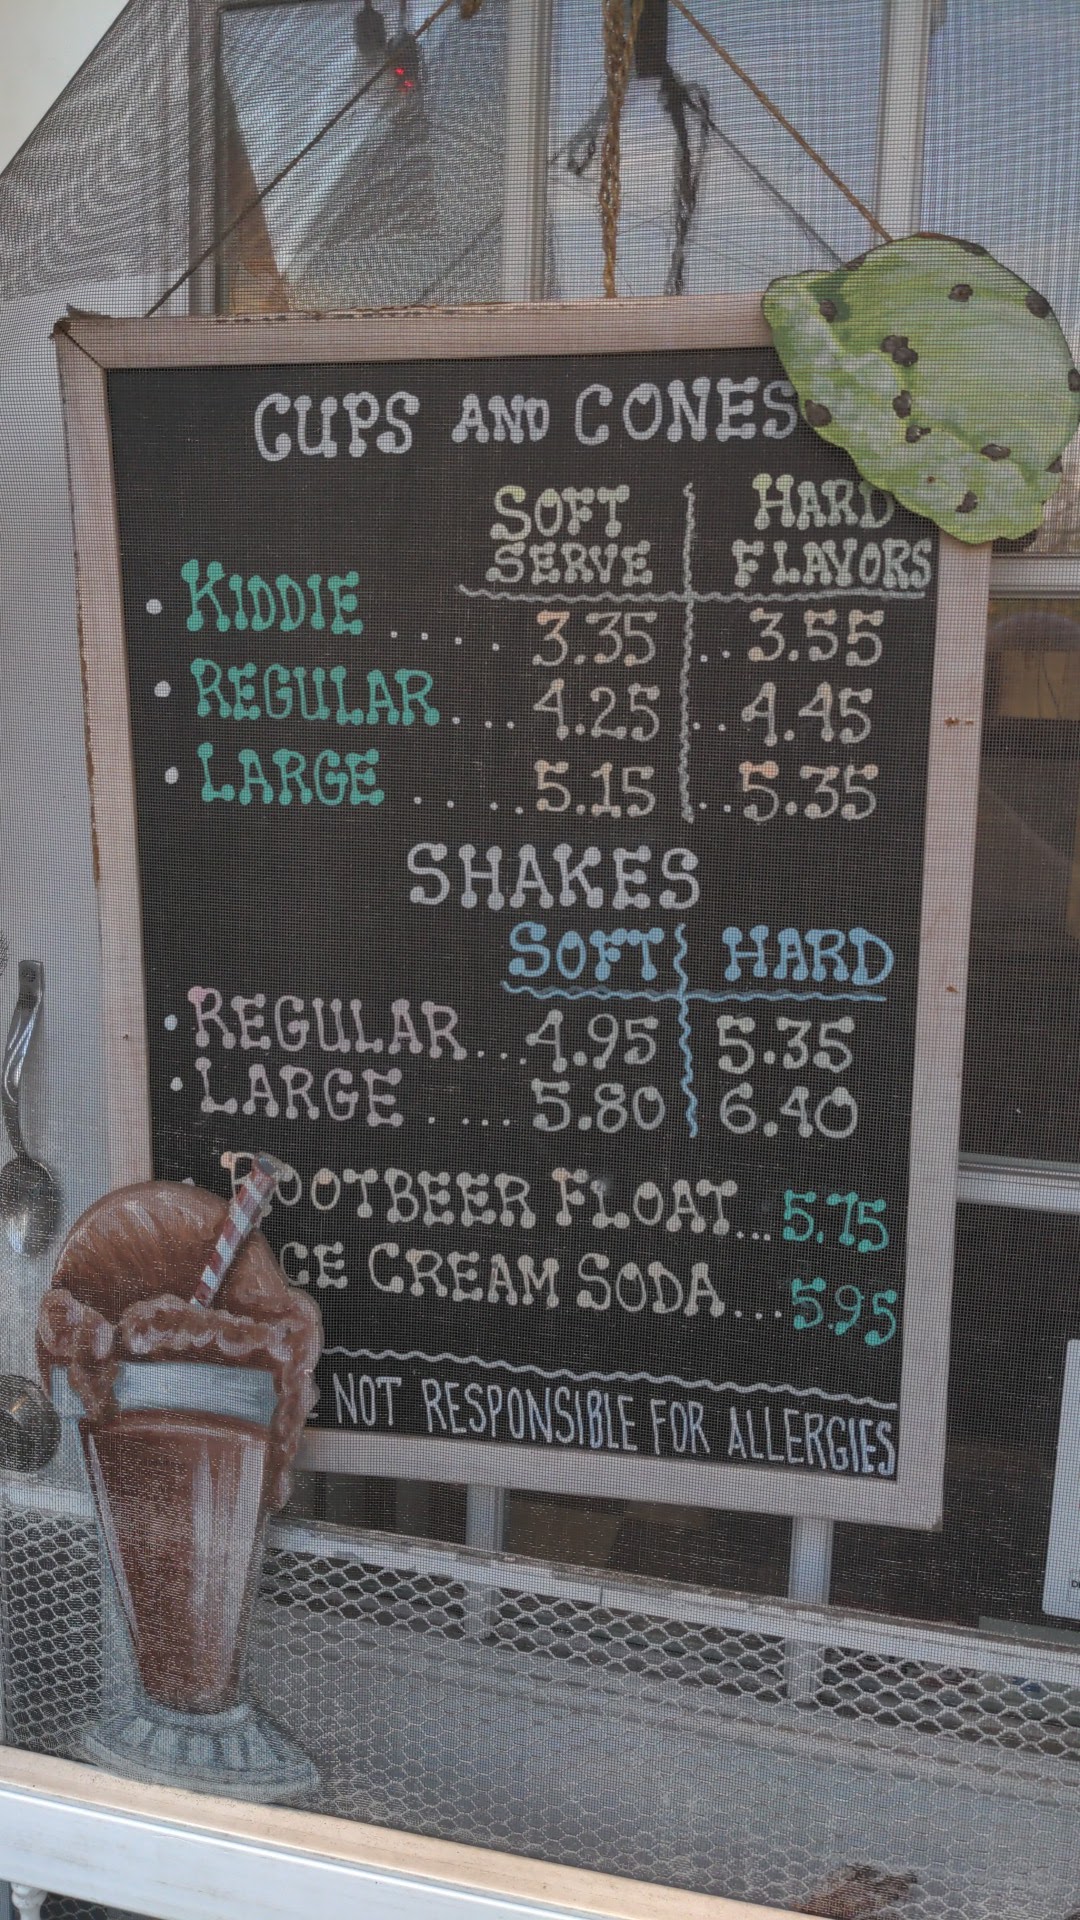 CUPS AND CONES
SOFT SERVE HARD FLAVORS
• KIDDIE .... 3.35 .. 3.55
• REGULAR ... 4.25 .. 4.45
• LARGE .... 5.15 .. 5.35
SHAKES
SOFT HARD
• REGULAR ... 4.95 5.35
• LARGE .... 5.80 6.40
ROOTBEER FLOAT... 5.75
ICE CREAM SODA... 5.95
NOT RESPONSIBLE FOR ALLERGIES